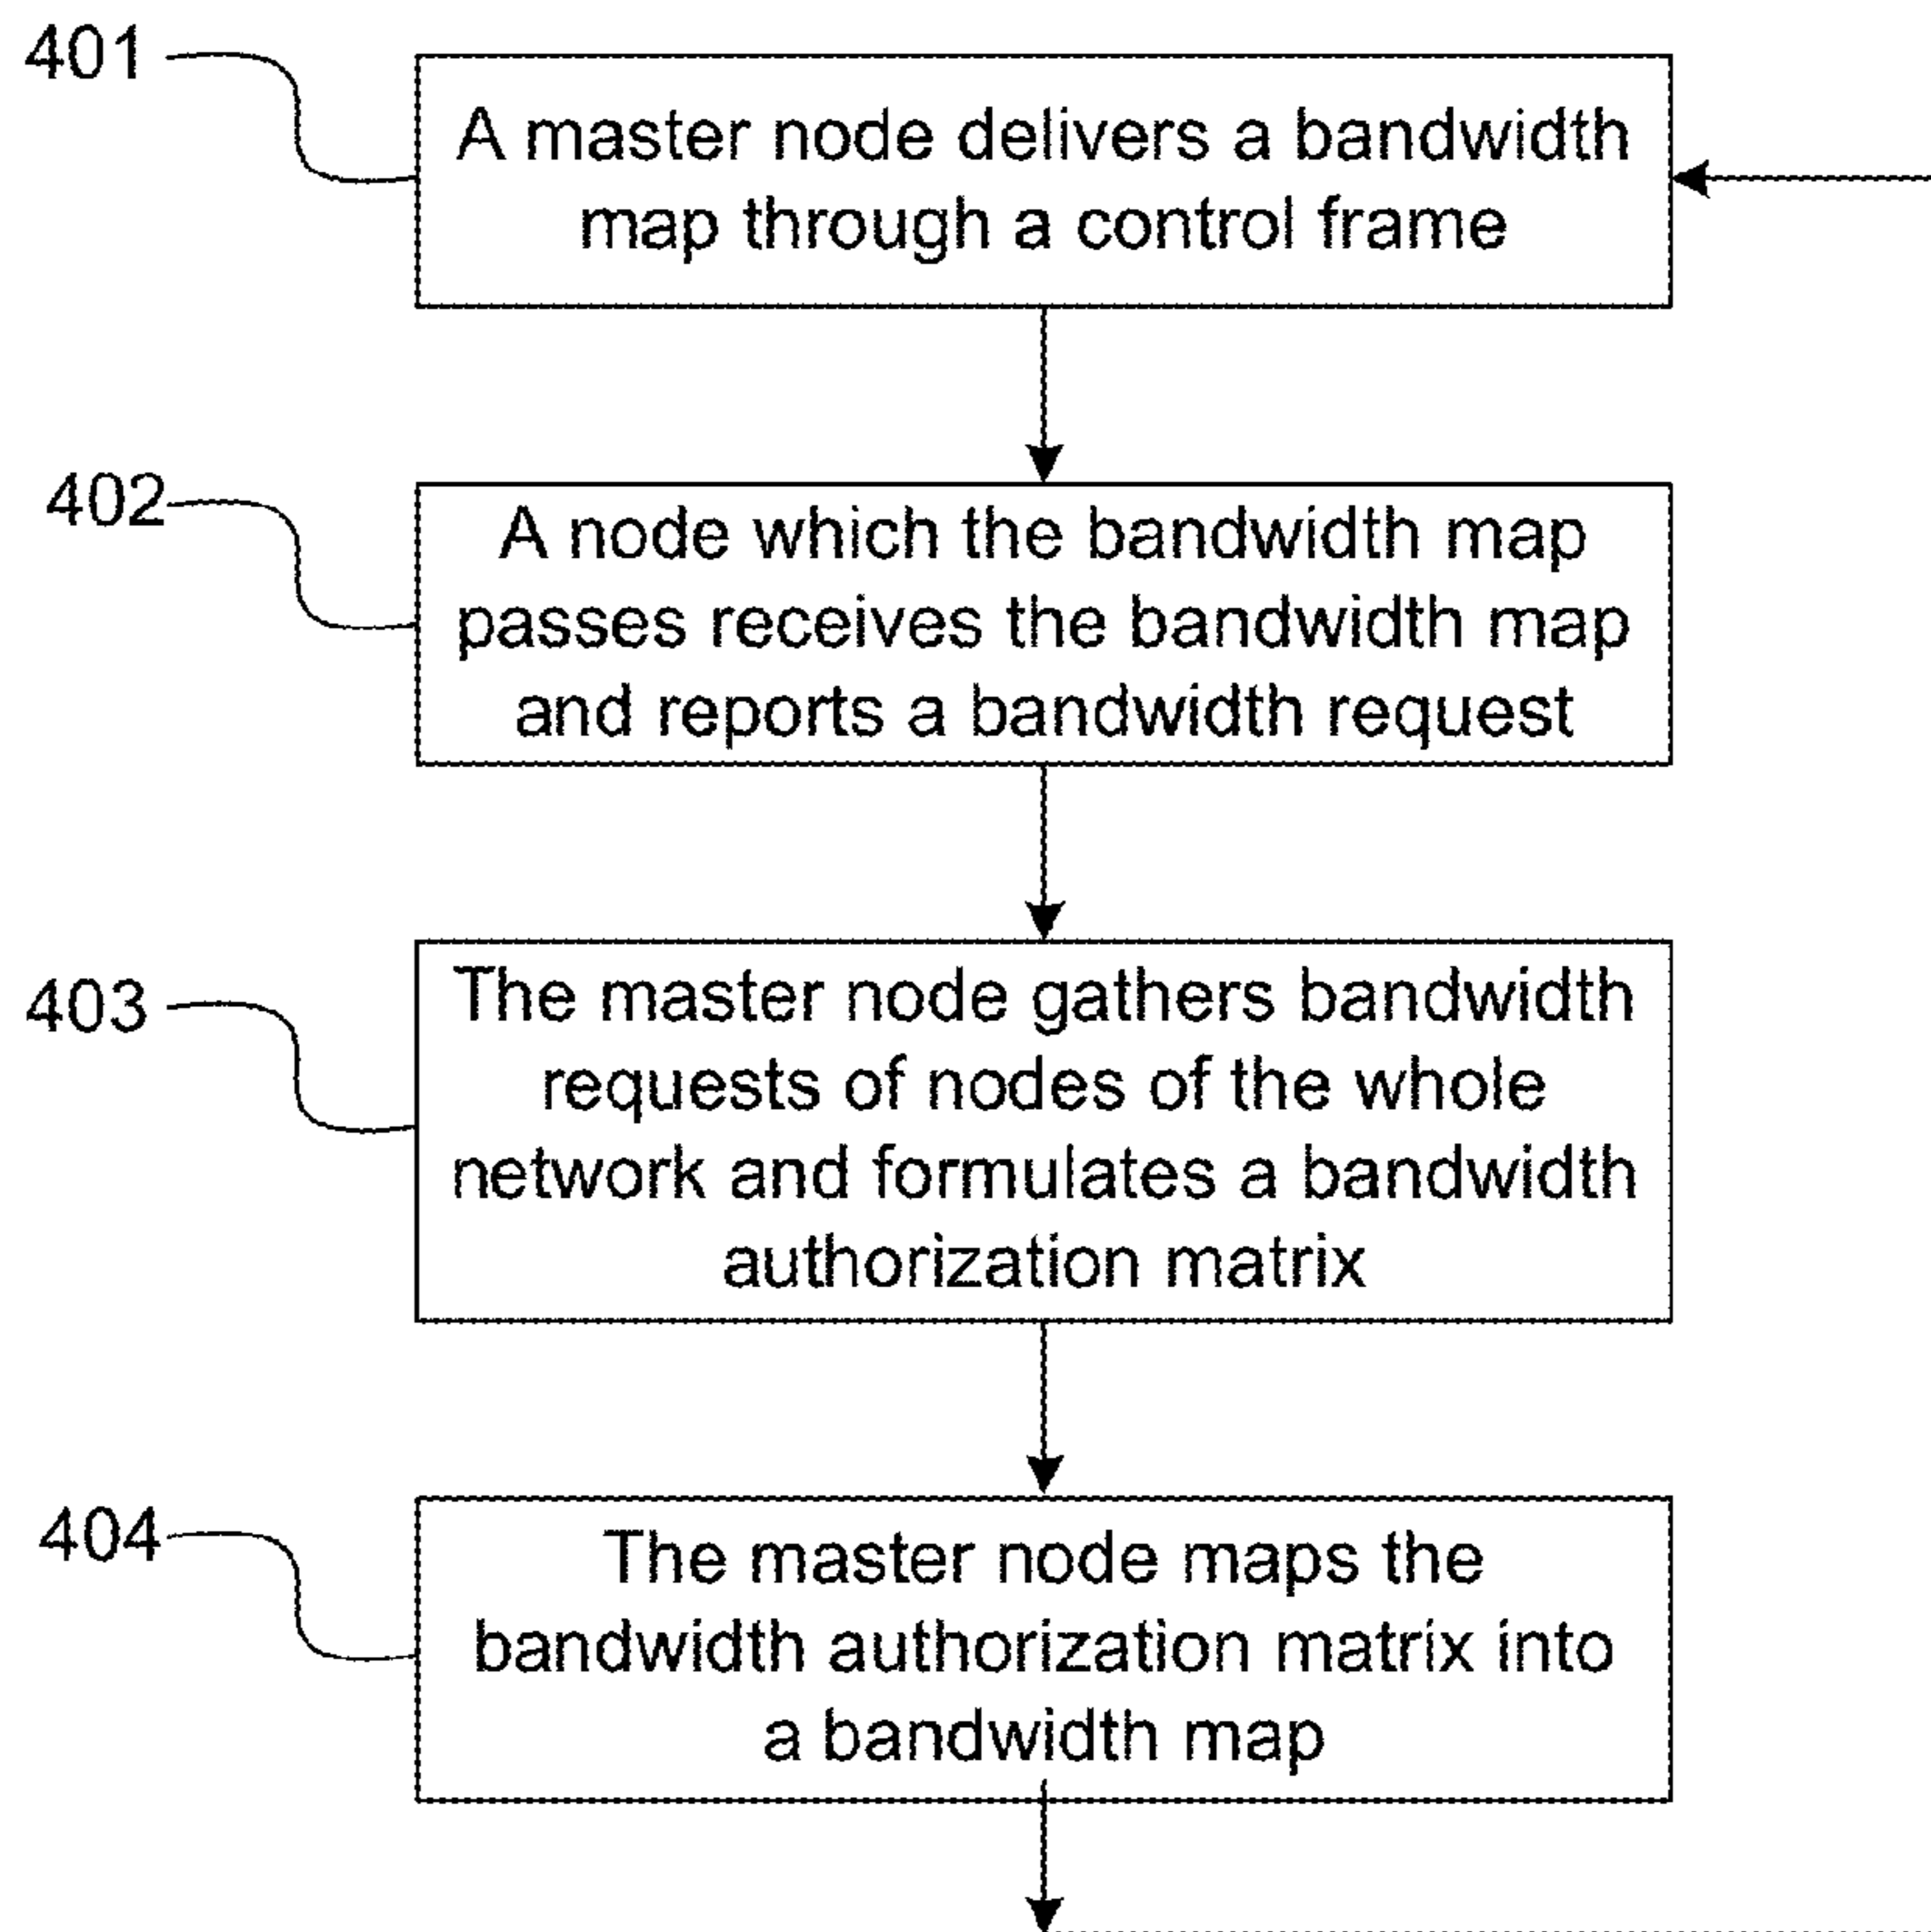 401
A master node delivers a bandwidth
map through a control frame
402
A node which the bandwidth map
passes receives the bandwidth map
and reports a bandwidth request
403
The master node gathers bandwidth
requests of nodes of the whole
network and formulates a bandwidth
authorization matrix
404
The master node maps the
bandwidth authorization matrix into
a bandwidth map